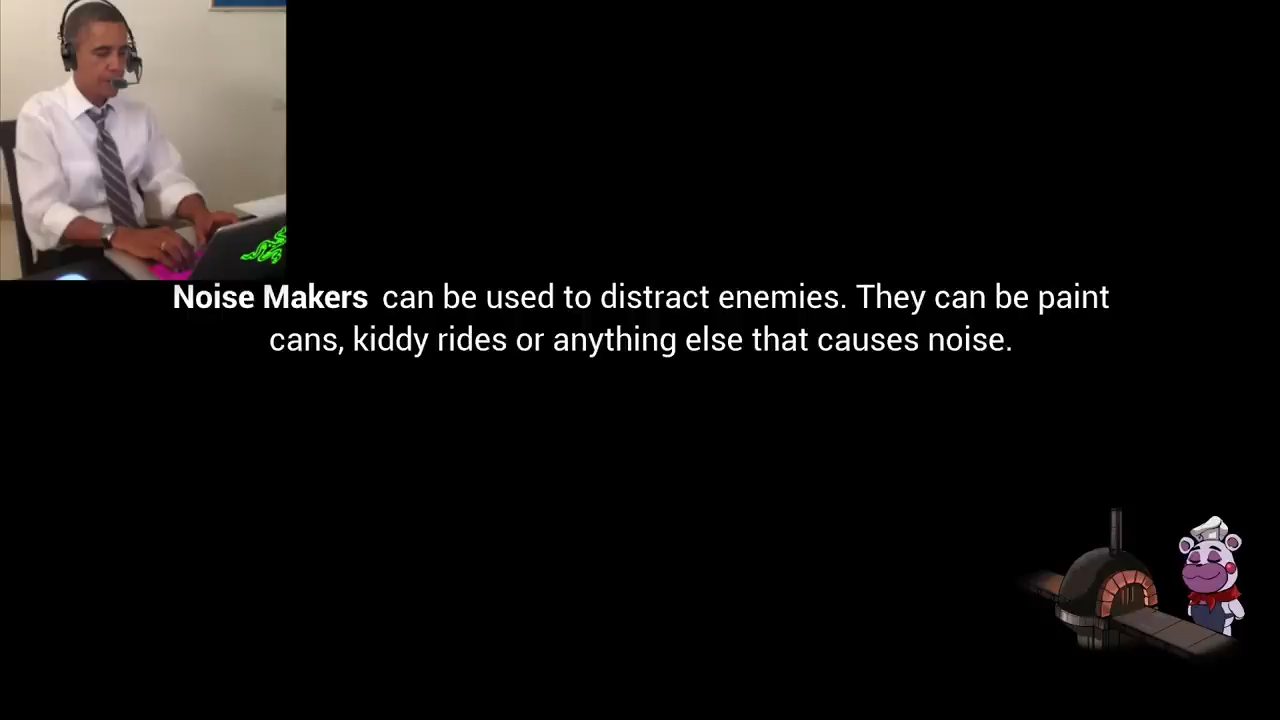 Noise Makers can be used to distract enemies. They can be paint
cans, kiddy rides or anything else that causes noise.